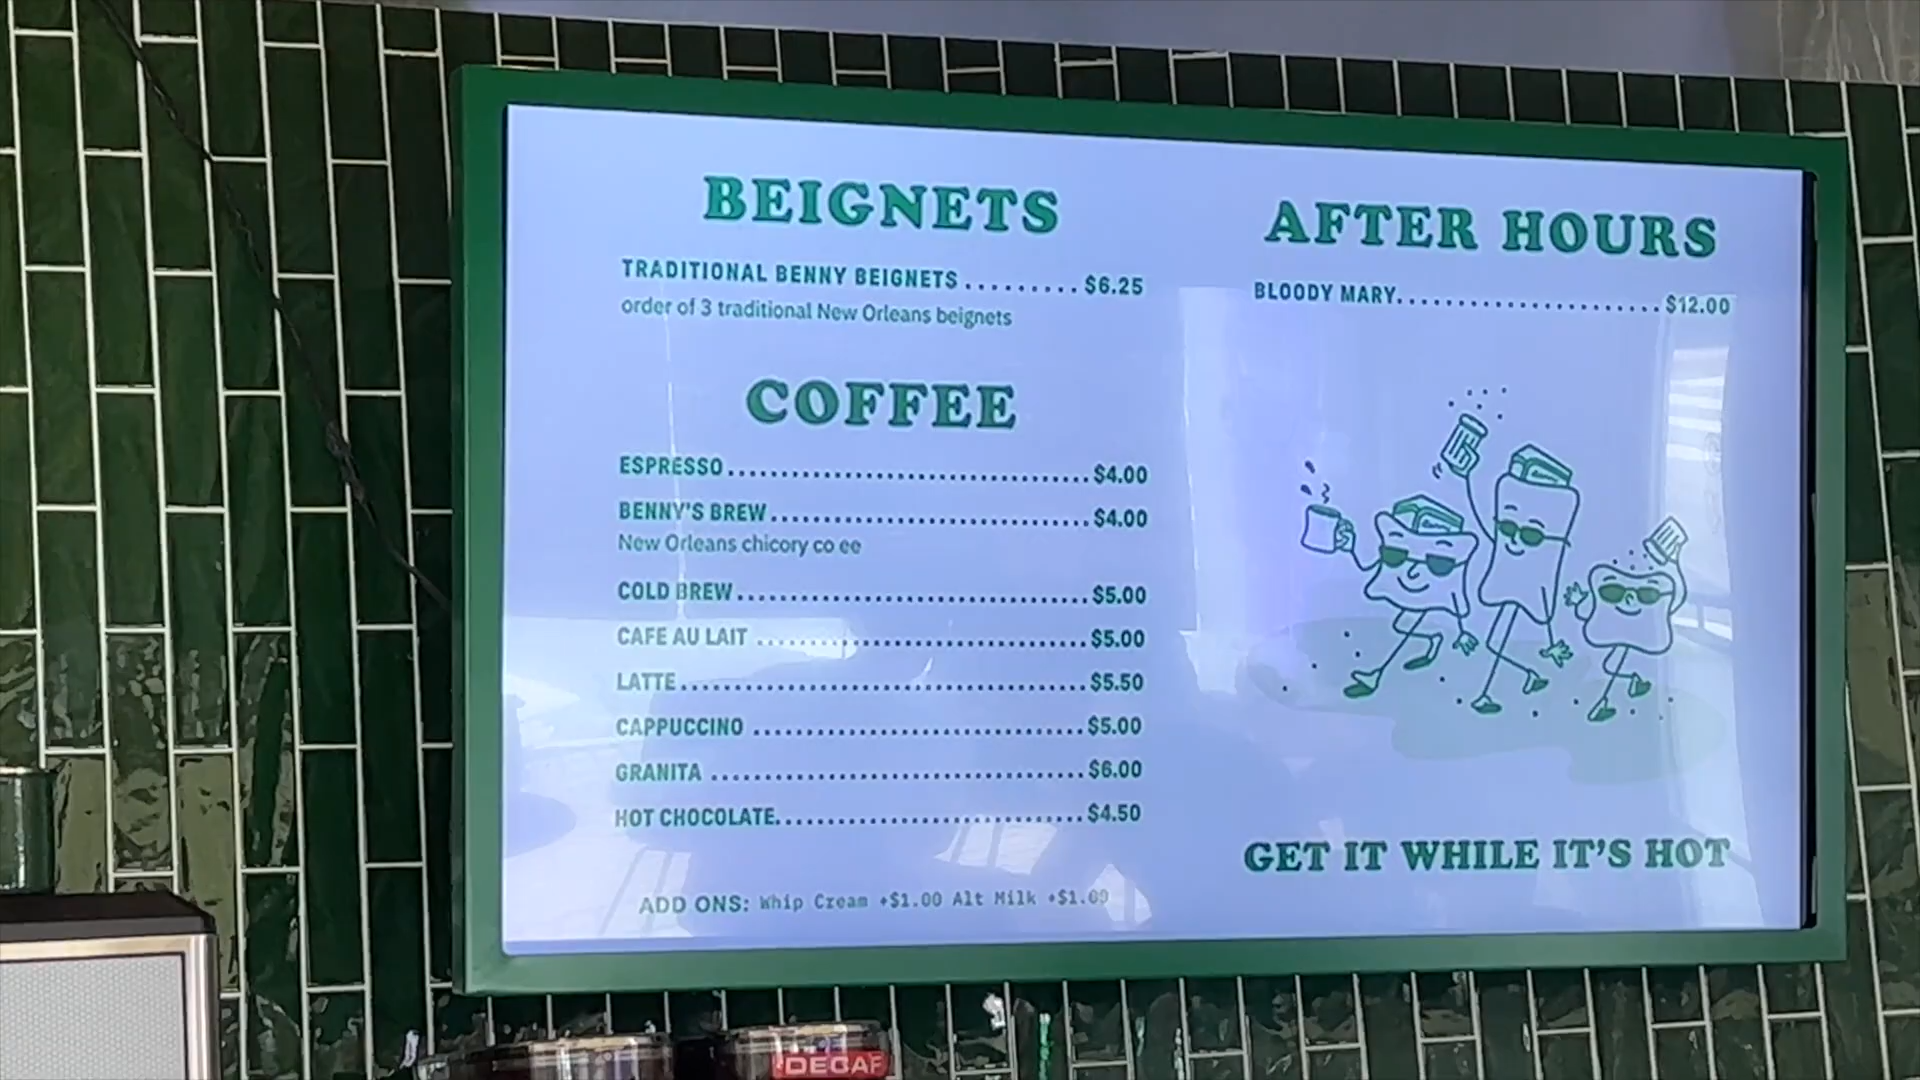 BEIGNETS
TRADITIONAL BENNY BEIGNETS ......... $6.25
order of 3 traditional New Orleans beignets
COFFEE
ESPRESSO .................................... $4.00
BENNY'S BREW ................................ $4.00
New Orleans chicory co ee
COLD BREW ................................... $5.00
CAFE AU LAIT ................................. $5.00
LATTE ........................................ $5.50
CAPPUCCINO .................................. $5.00
GRANITA ...................................... $6.00
HOT CHOCOLATE ............................... $4.50
ADD ONS: Whip Cream +$1.00 Alt Milk +$1.00
AFTER HOURS
BLOODY MARY .......................... $12.00
GET IT WHILE IT'S HOT
DECAF